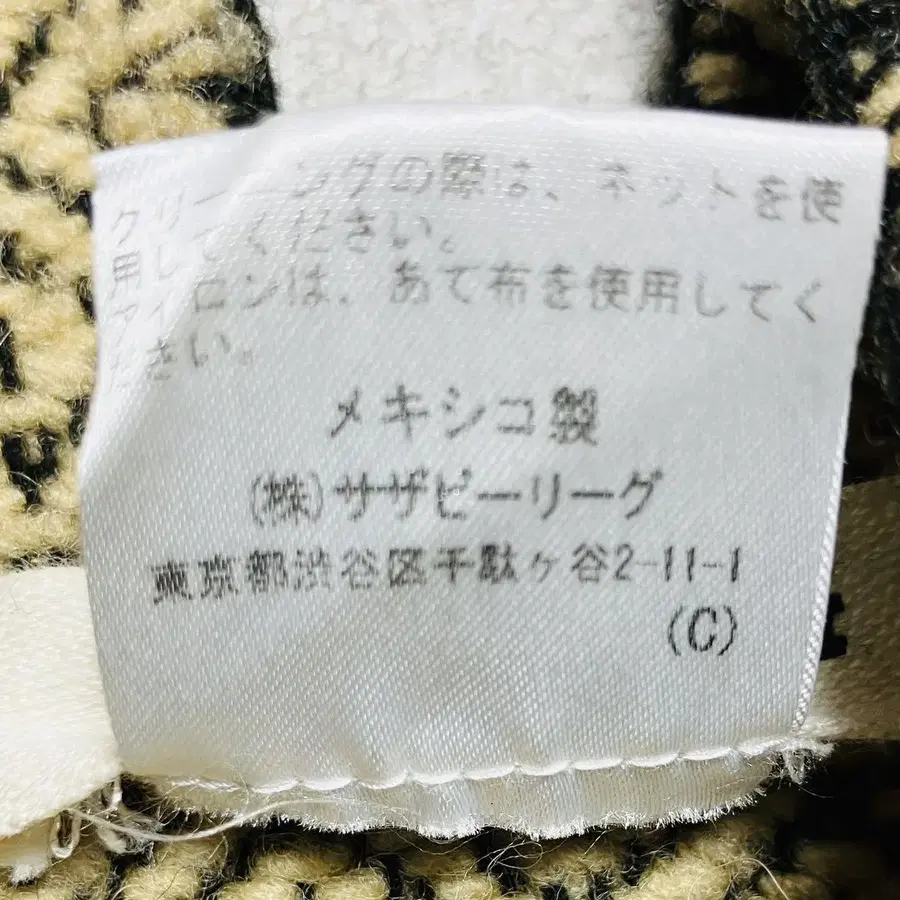 クリーニングの際は、ネットを使
用してください。
アイロンは、あて布を使用してく
ださい。
メキシコ製
(株)サザビーリーグ
東京都渋谷区千駄ヶ谷2-11-1
(C)